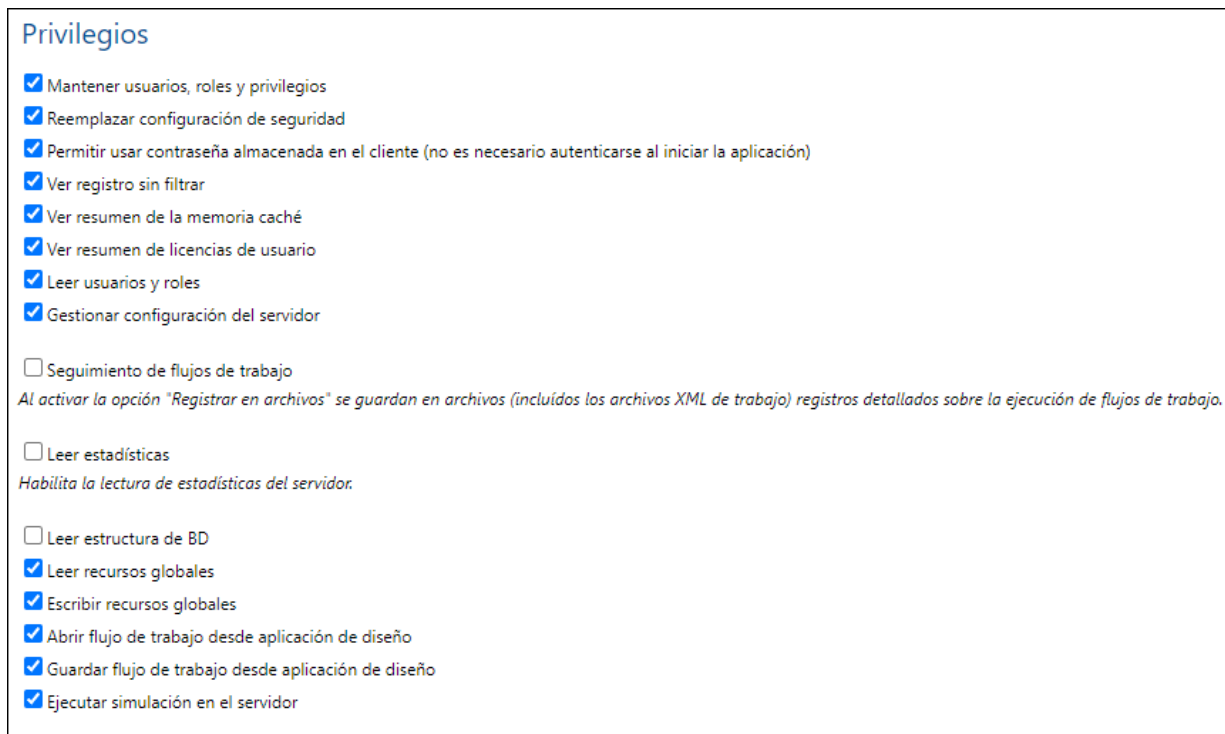 Privilegios
Mantener usuarios, roles y privilegios
Reemplazar configuración de seguridad
Permitir usar contraseña almacenada en el cliente (no es necesario autenticarse al iniciar la aplicación)
Ver registro sin filtrar
Ver resumen de la memoria caché
Ver resumen de licencias de usuario
Leer usuarios y roles
Gestionar configuración del servidor
Seguimiento de flujos de trabajo
Al activar la opción "Registrar en archivos" se guardan en archivos (incluídos los archivos XML de trabajo) registros detallados sobre la ejecución de flujos de trabajo.
Leer estadísticas
Habilita la lectura de estadísticas del servidor.
Leer estructura de BD
Leer recursos globales
Escribir recursos globales
Abrir flujo de trabajo desde aplicación de diseño
Guardar flujo de trabajo desde aplicación de diseño
Ejecutar simulación en el servidor